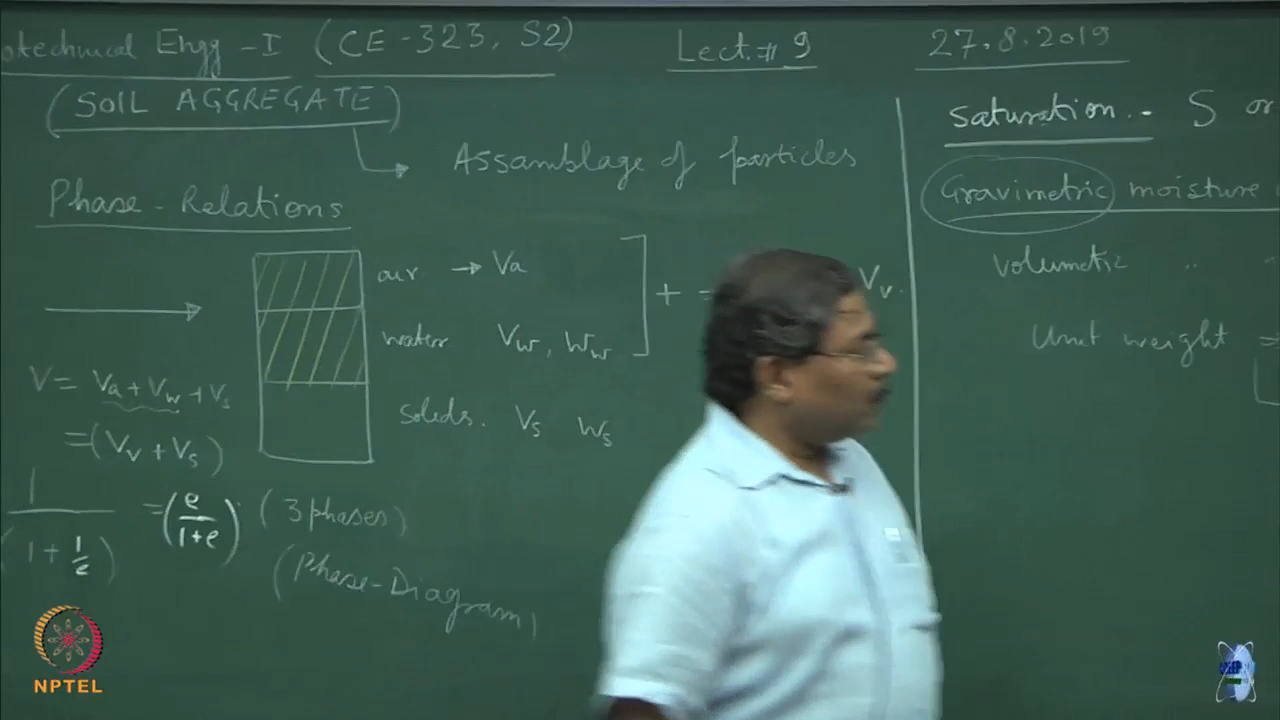 otechnical Engg - I (CE - 323, S2) Lect. # 9 27.8.2019
(SOIL AGGREGATE)
Assamblage of particles
Phase - Relations
air → Va
water Vw, Ww
+
Vv.
solids. Vs Ws
V = Va + Vw + Vs
= (Vv + Vs)
1 / (1 + 1/e) = (e / 1+e)
(3 phases)
(Phase - Diagram)
Saturation. - S or
Gravimetric moisture
volumetric "
Unit weight ⇒
NPTEL